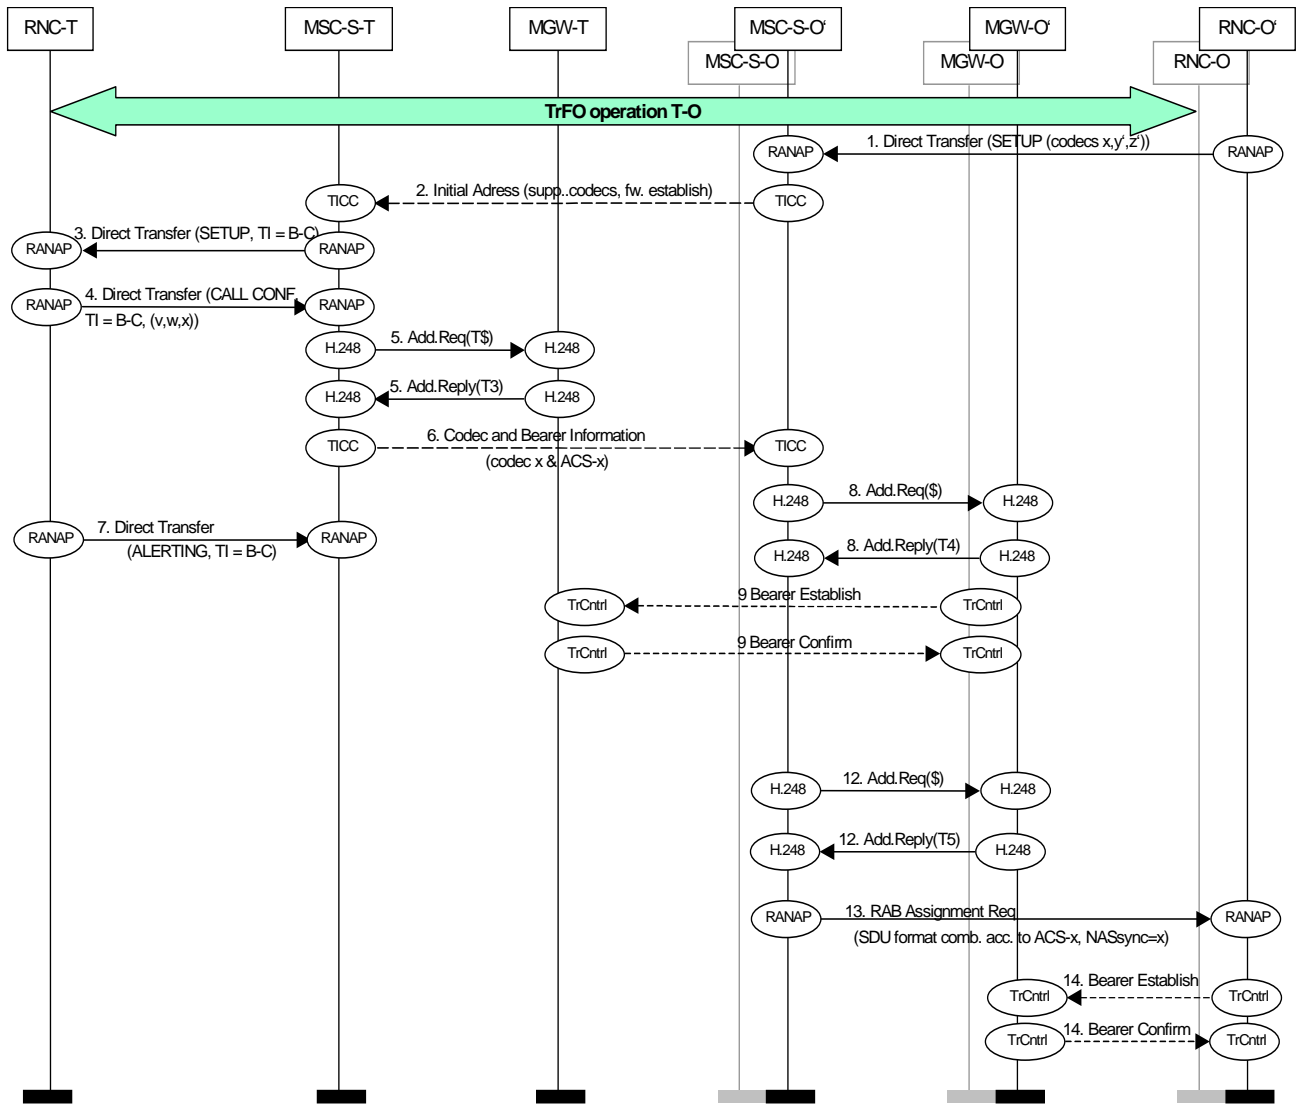 RNC-T
MSC-S-T
MGW-T
MSC-S-O‘
MGW-O‘
RNC-O‘
MSC-S-O
MGW-O
RNC-O
TrFO operation T-O
RANAP
1. Direct Transfer (SETUP (codecs x,y‘,z‘))
RANAP
TICC
2. Initial Adress (supp..codecs, fw. establish)
TICC
RANAP
3. Direct Transfer (SETUP, TI = B-C)
RANAP
RANAP
4. Direct Transfer (CALL CONF,
TI = B-C, (v,w,x))
RANAP
H.248
5. Add.Req(T$)
H.248
H.248
5. Add.Reply(T3)
H.248
TICC
6. Codec and Bearer Information
(codec x & ACS-x)
TICC
H.248
8. Add.Req($)
H.248
RANAP
7. Direct Transfer
(ALERTING, TI = B-C)
RANAP
H.248
8. Add.Reply(T4)
H.248
TrCntrl
9 Bearer Establish
TrCntrl
TrCntrl
9 Bearer Confirm
TrCntrl
H.248
12. Add.Req($)
H.248
H.248
12. Add.Reply(T5)
H.248
RANAP
13. RAB Assignment Req
(SDU format comb. acc. to ACS-x, NASsync=x)
RANAP
TrCntrl
14. Bearer Establish
TrCntrl
TrCntrl
14. Bearer Confirm
TrCntrl